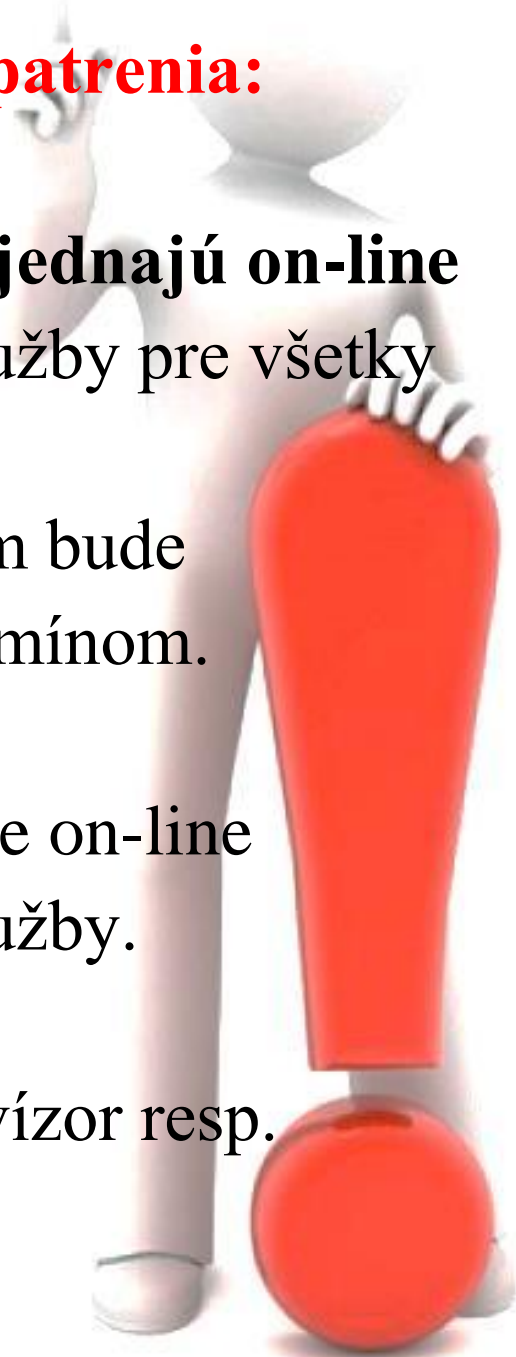 patrenia:
jednajú on-line
užby pre všetky
m bude
mínom.
e on-line
užby.
vízor resp.